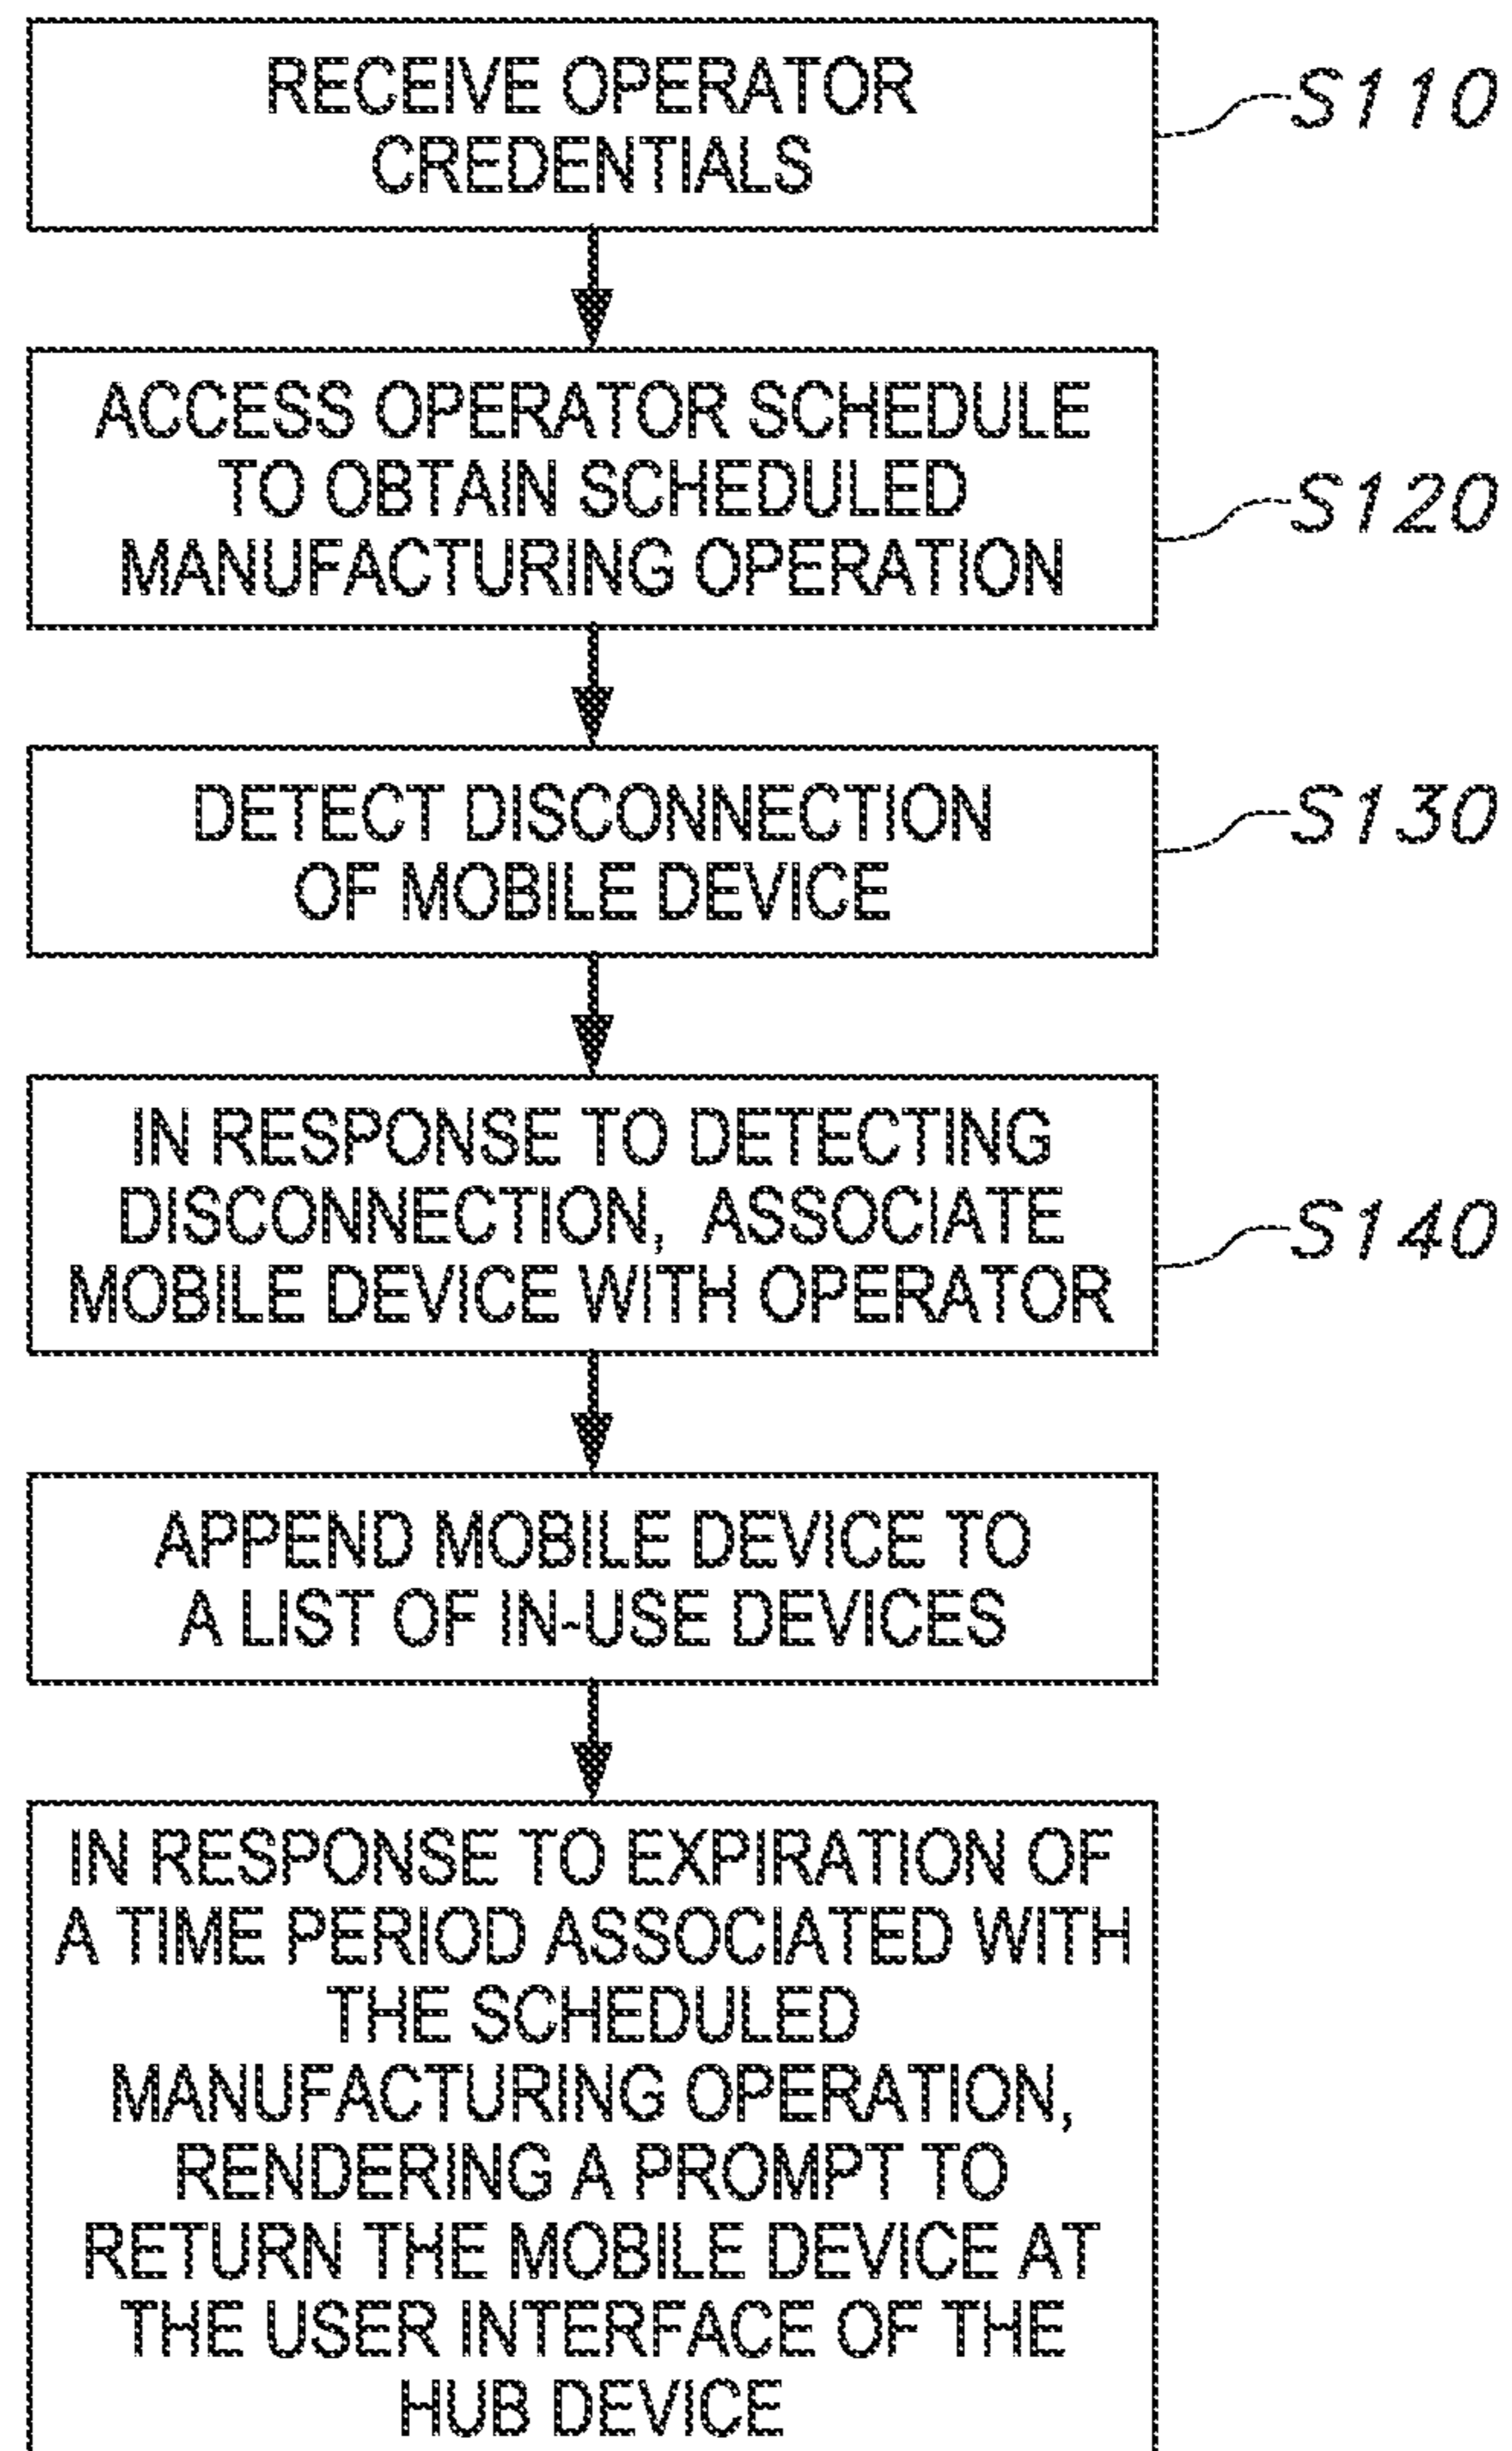 RECEIVE OPERATOR
CREDENTIALS
S110
ACCESS OPERATOR SCHEDULE
TO OBTAIN SCHEDULED
MANUFACTURING OPERATION
S120
DETECT DISCONNECTION
OF MOBILE DEVICE
S130
IN RESPONSE TO DETECTING
DISCONNECTION, ASSOCIATE
MOBILE DEVICE WITH OPERATOR
S140
APPEND MOBILE DEVICE TO
A LIST OF IN-USE DEVICES
IN RESPONSE TO EXPIRATION OF
A TIME PERIOD ASSOCIATED WITH
THE SCHEDULED
MANUFACTURING OPERATION,
RENDERING A PROMPT TO
RETURN THE MOBILE DEVICE AT
THE USER INTERFACE OF THE
HUB DEVICE